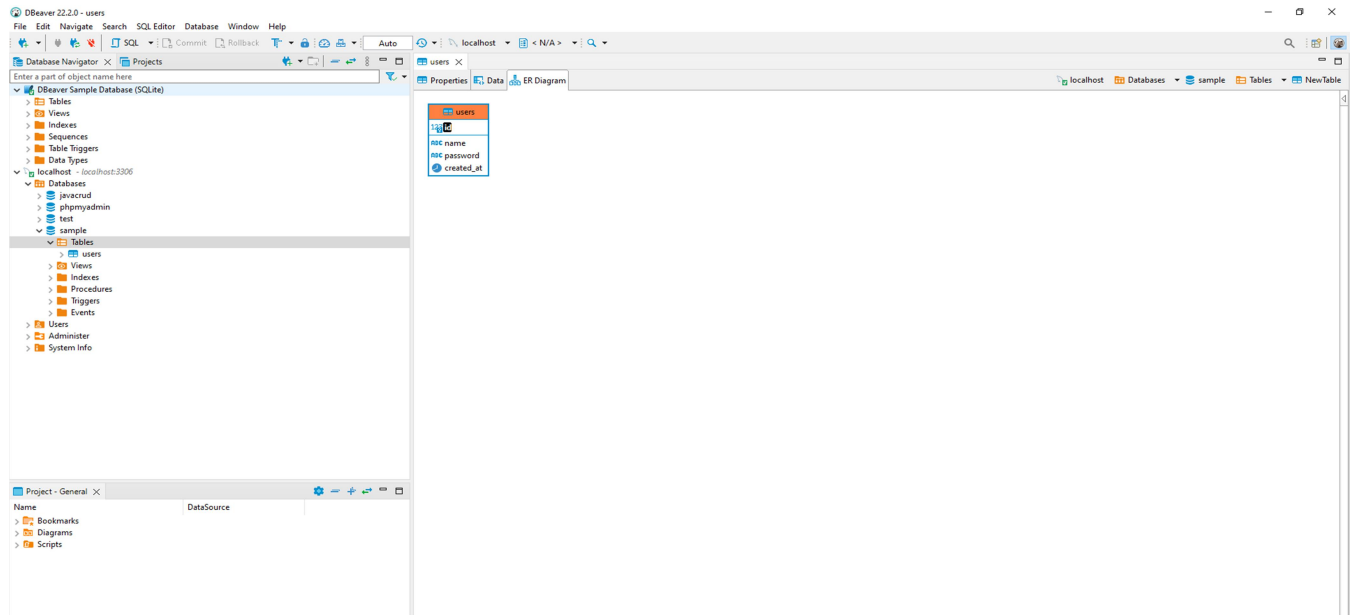 DBeaver 22.2.0 - users
File Edit Navigate Search SQL Editor Database Window Help
SQL Commit Rollback Auto localhost < N/A >
Database Navigator Projects
Enter a part of object name here
DBeaver Sample Database (SQLite)
Tables
Views
Indexes
Sequences
Table Triggers
Data Types
localhost - localhost:3306
Databases
javacrud
phpmyadmin
test
sample
Tables
users
Views
Indexes
Procedures
Triggers
Events
Users
Administer
System Info
Project - General
Name DataSource
Bookmarks
Diagrams
Scripts
users
Properties Data ER Diagram
localhost Databases sample Tables NewTable
users
123 id
ABC name
ABC password
created_at